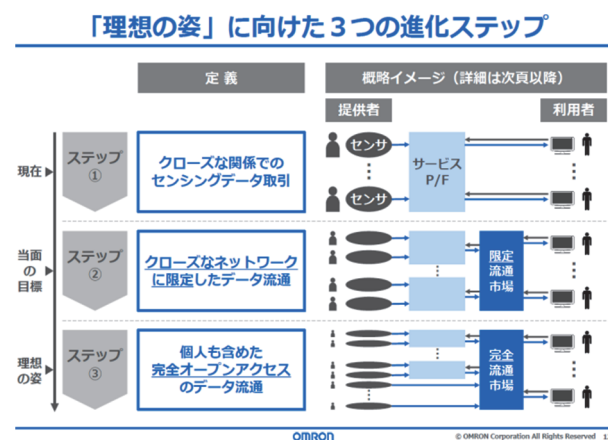 「理想の姿」に向けた３つの進化ステップ
定義
概略イメージ（詳細は次頁以降）
提供者
利用者
現在
ステップ
①
クローズな関係での
センシングデータ取引
センサ
センサ
サービス
P/F
当面
の
目標
ステップ
②
クローズなネットワーク
に限定したデータ流通
限定
流通
市場
理想
の姿
ステップ
③
個人も含めた
完全オープンアクセス
のデータ流通
完全
流通
市場
OMRON
© OMRON Corporation All Rights Reserved